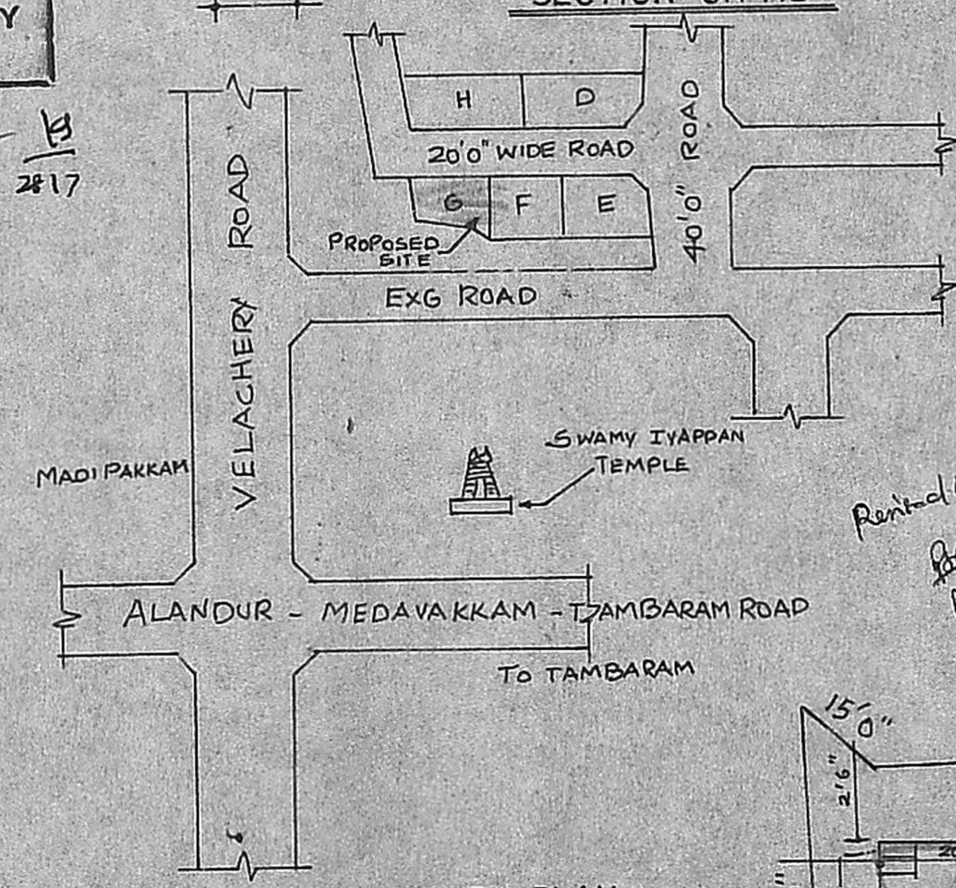 Y
2817
H
D
20'0" WIDE ROAD
40'0" ROAD
G
F
E
PROPOSED
SITE
EXG ROAD
VELACHERY ROAD
MADIPAKKAM
SWAMY IYAPPAN
TEMPLE
ALANDUR - MEDAVAKKAM - TAMBARAM ROAD
TO TAMBARAM
15'-0"
2'6"